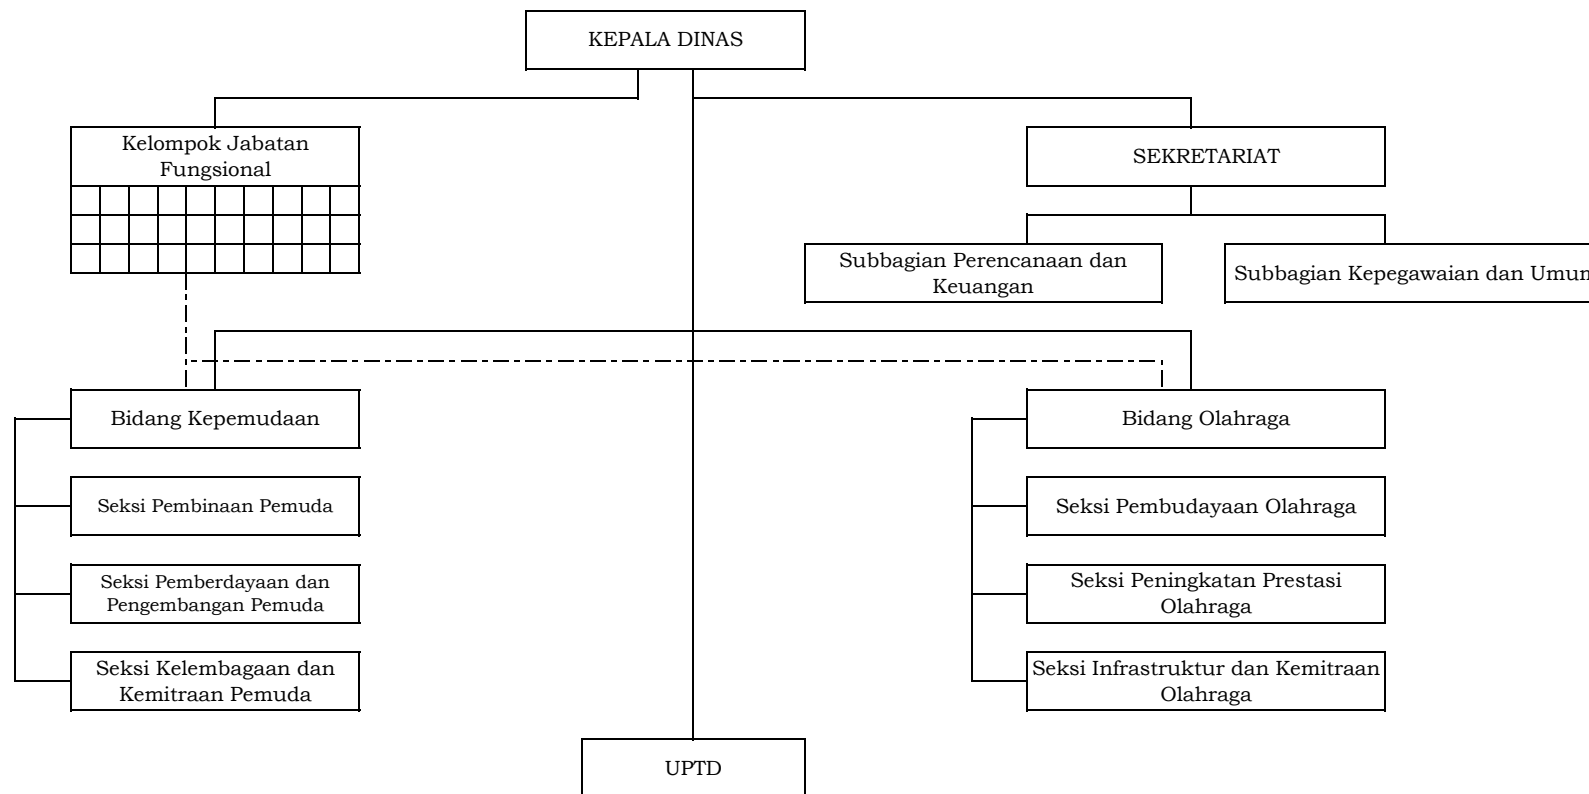 KEPALA DINAS
Kelompok Jabatan
Fungsional
SEKRETARIAT
Subbagian Perencanaan dan
Keuangan
Subbagian Kepegawaian dan Umum
Bidang Kepemudaan
Bidang Olahraga
Seksi Pembinaan Pemuda
Seksi Pembudayaan Olahraga
Seksi Pemberdayaan dan
Pengembangan Pemuda
Seksi Peningkatan Prestasi
Olahraga
Seksi Kelembagaan dan
Kemitraan Pemuda
Seksi Infrastruktur dan Kemitraan
Olahraga
UPTD